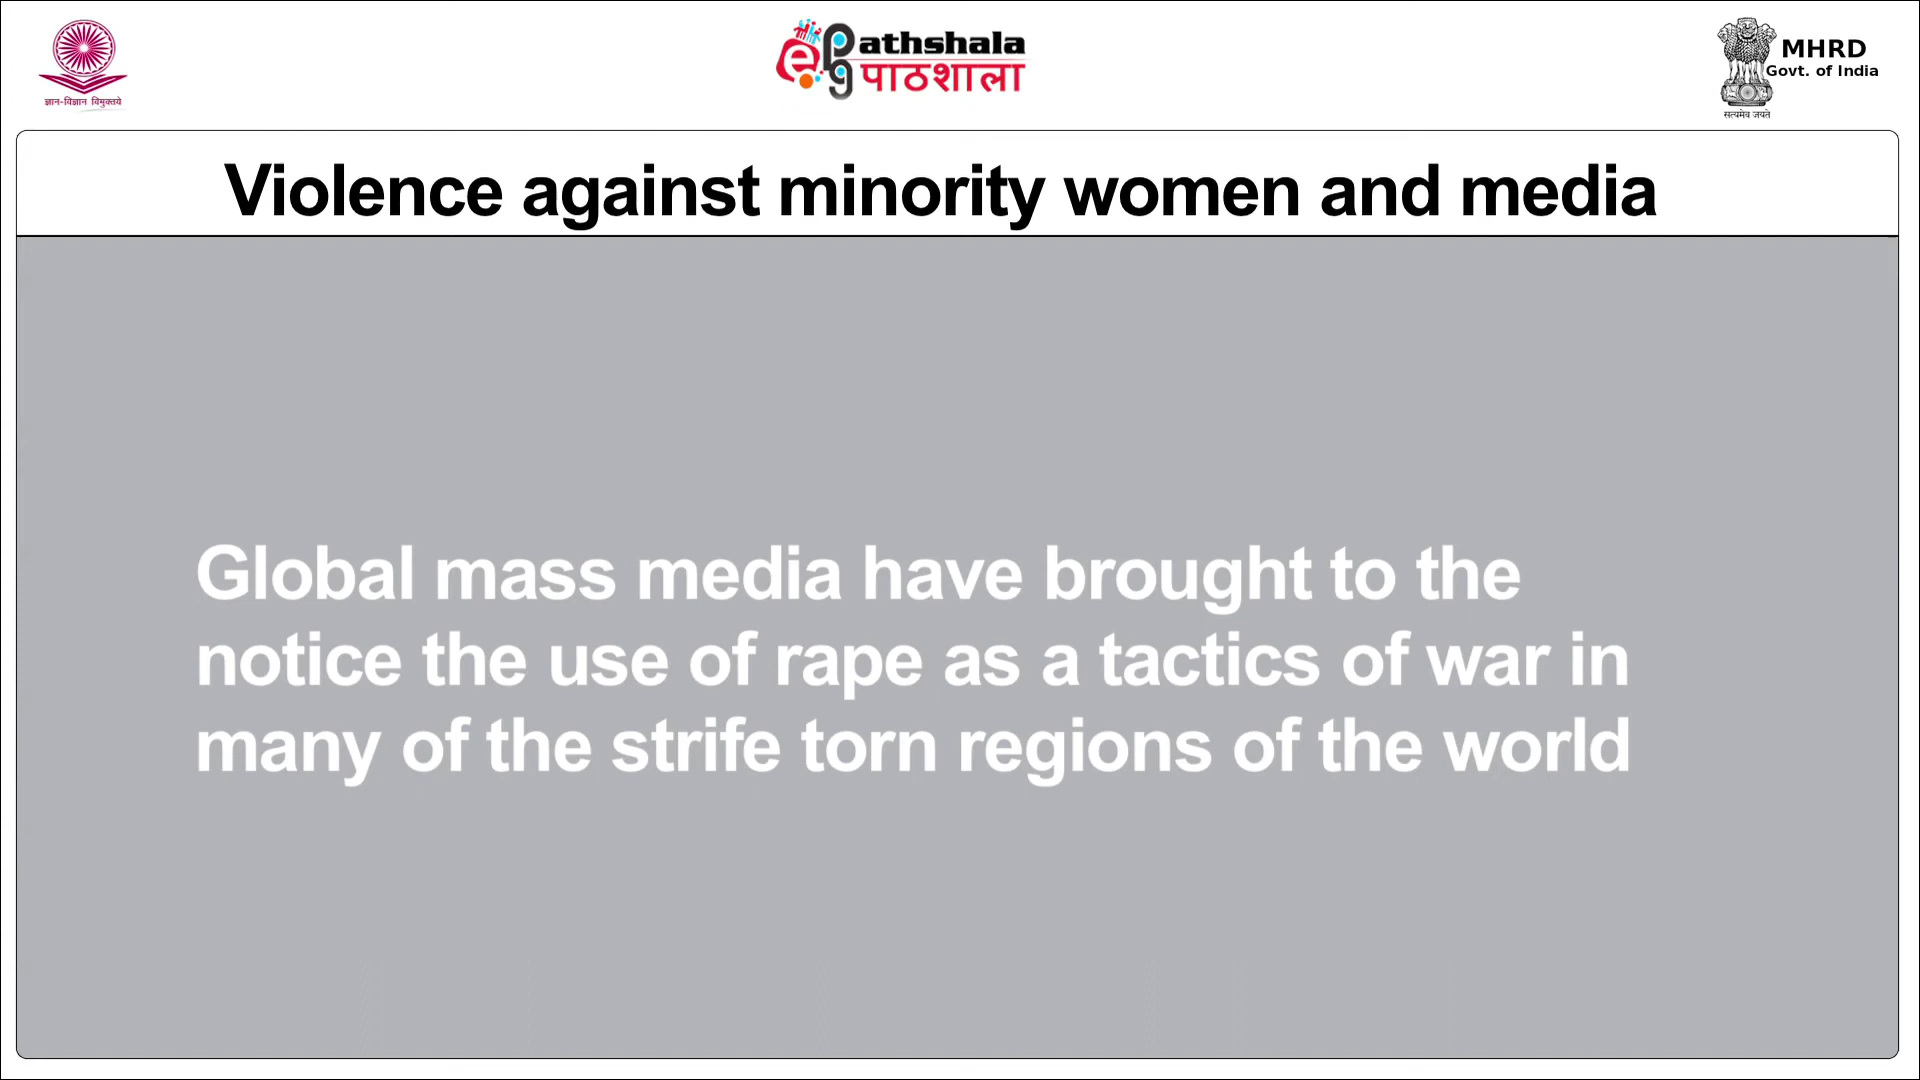 ज्ञान-विज्ञान विमुक्तये
ePG Pathshala
पाठशाला
MHRD
Govt. of India
सत्यमेव जयते
Violence against minority women and media
Global mass media have brought to the
notice the use of rape as a tactics of war in
many of the strife torn regions of the world